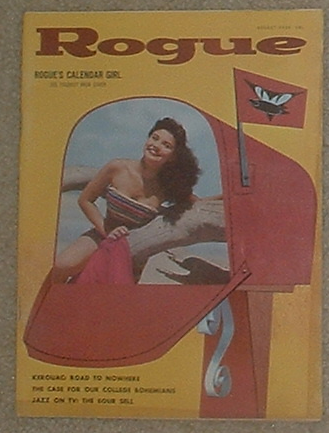 Rogue
ROGUE'S CALENDAR GIRL
KEROUAC: ROAD TO NOWHERE
THE CASE FOR OUR COLLEGE BOHEMIANS
JAZZ ON TV: THE SOUR SELL